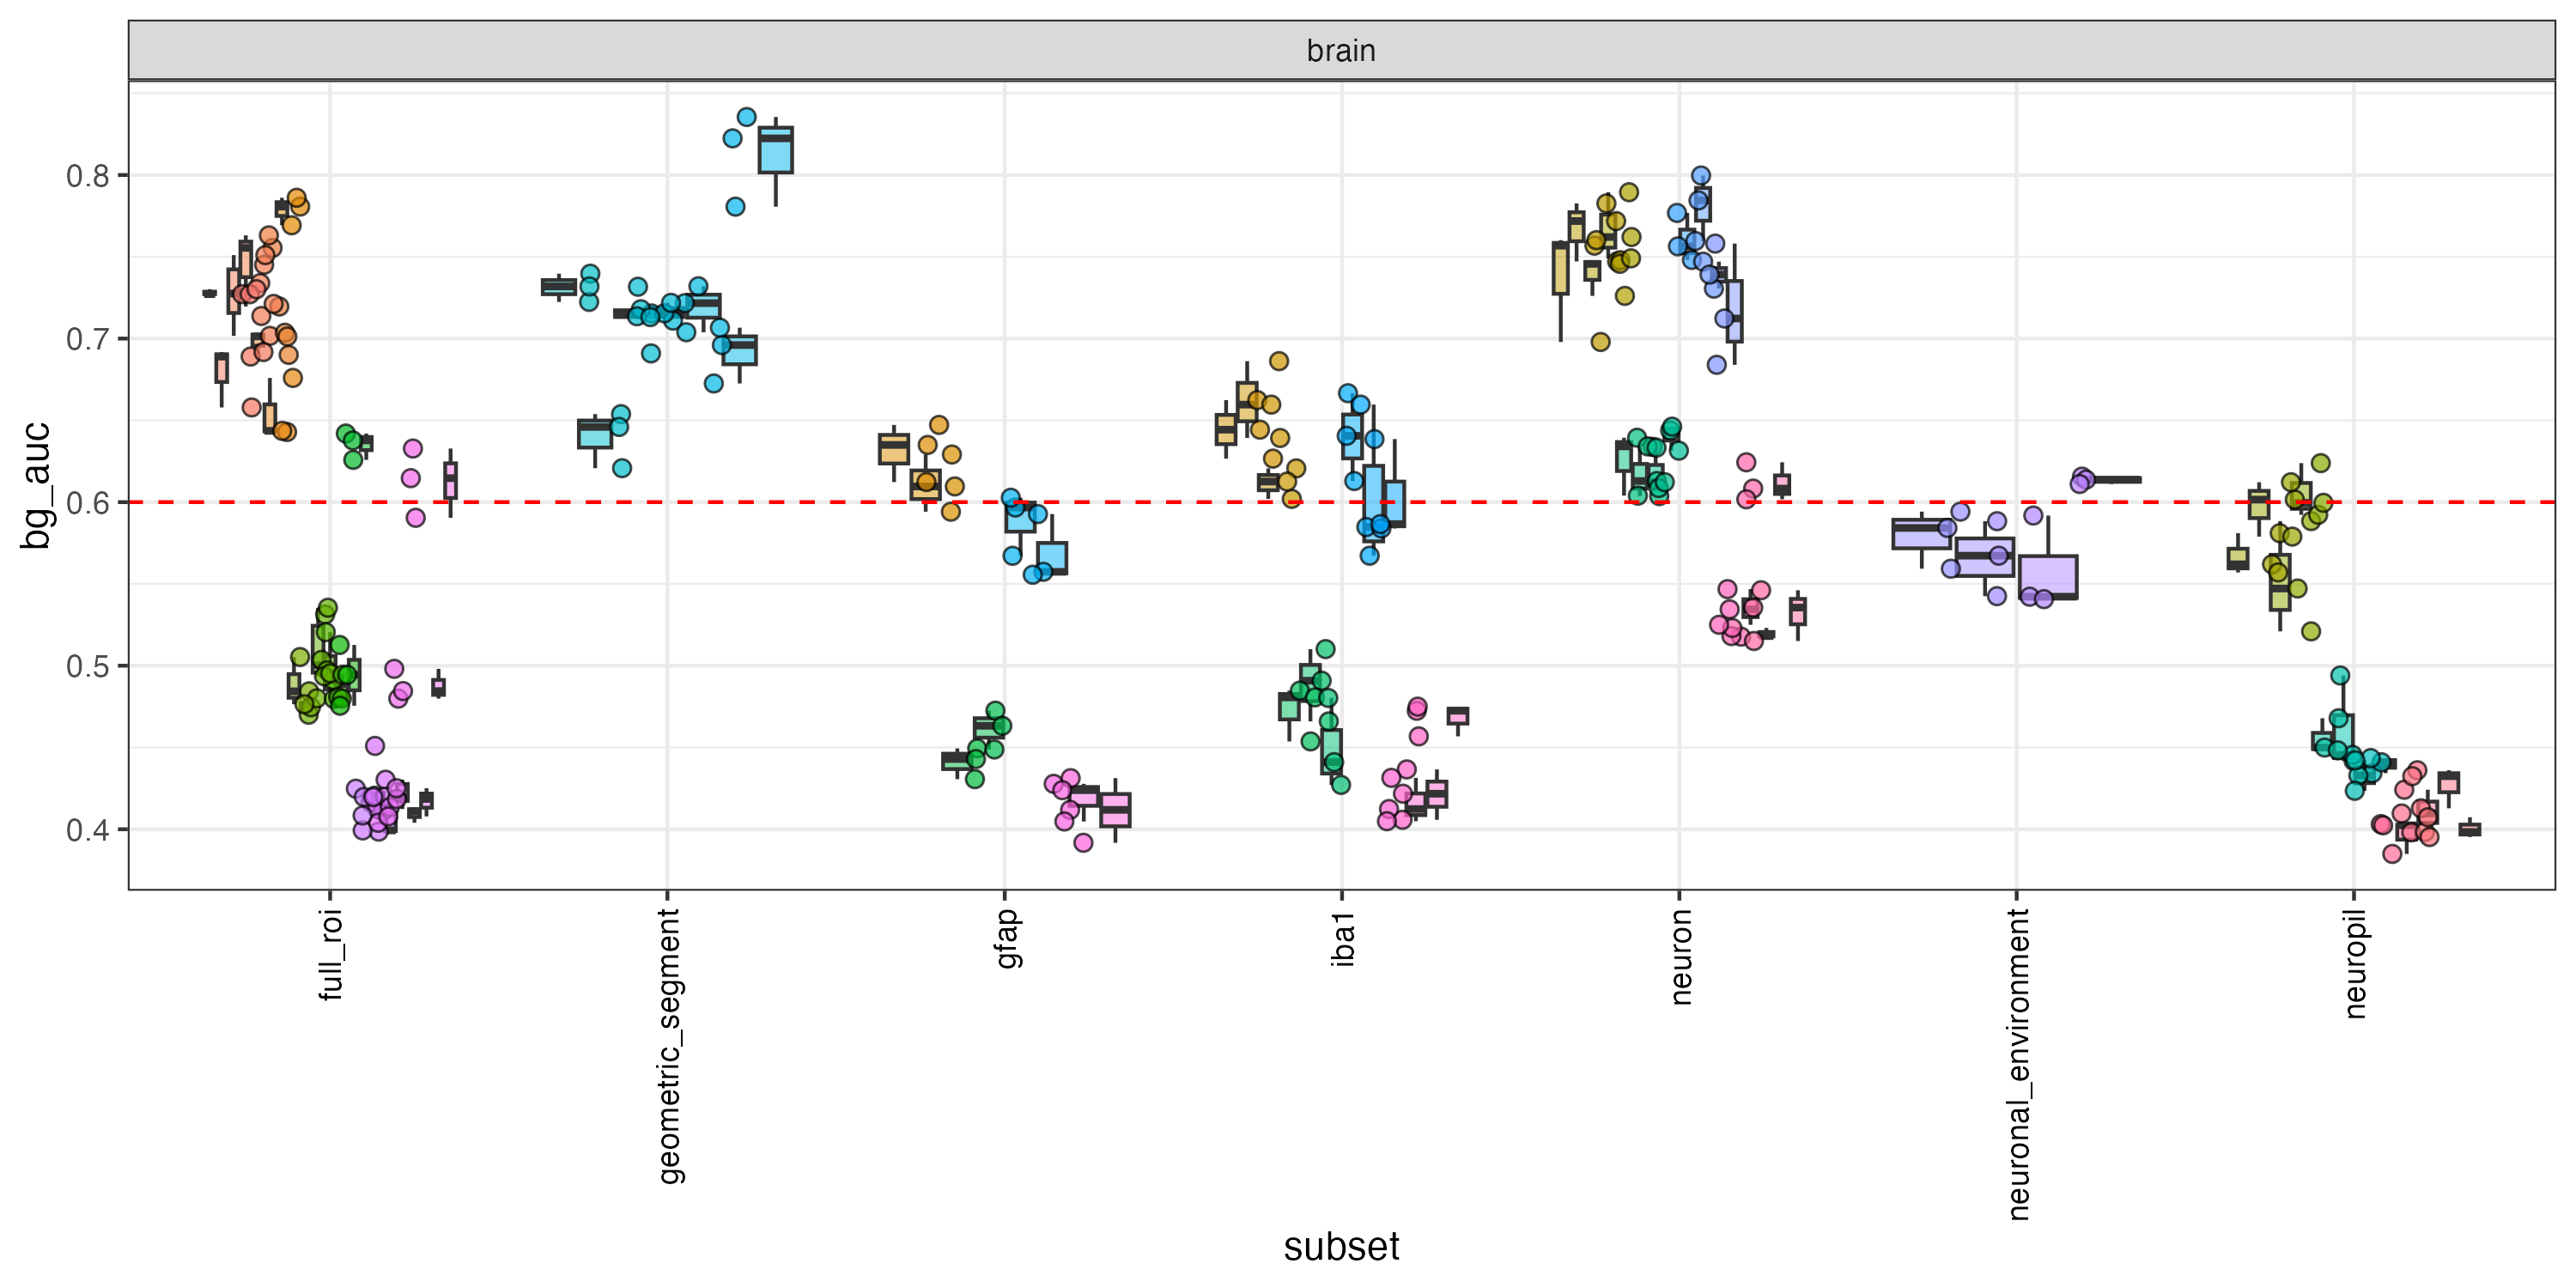 brain
bg_auc
0.8
0.7
0.6
0.5
0.4
full_roi
geometric_segment
gfap
iba1
neuron
neuronal_environment
neuropil
subset